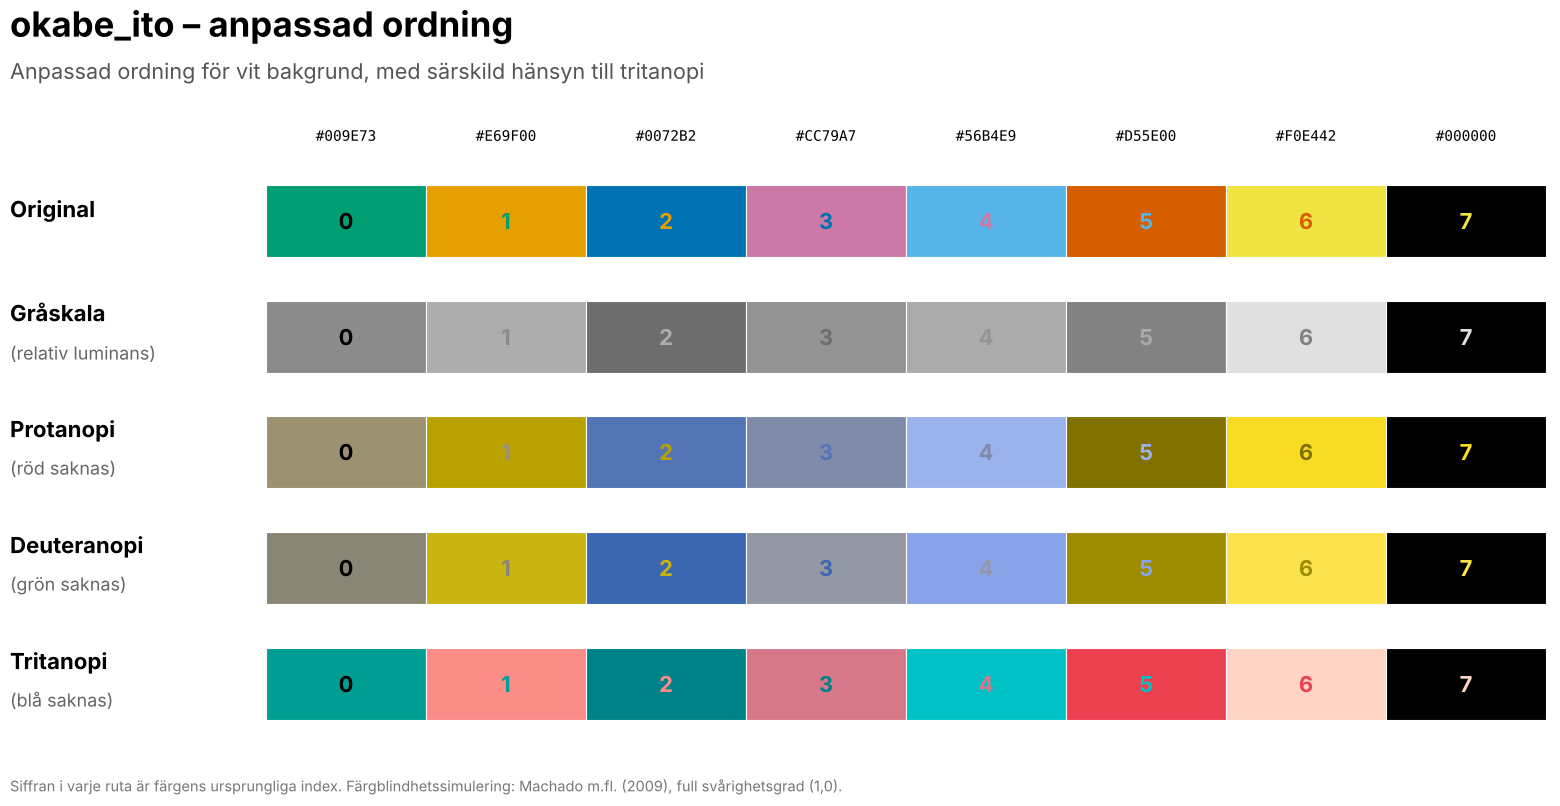 okabe_ito – anpassad ordning
Anpassad ordning för vit bakgrund, med särskild hänsyn till tritanopi
#009E73 #E69F00 #0072B2 #CC79A7 #56B4E9 #D55E00 #F0E442 #000000
Original
0 1 2 3 4 5 6 7
Gråskala
(relativ luminans)
0 1 2 3 4 5 6 7
Protanopi
(röd saknas)
0 1 2 3 4 5 6 7
Deuteranopi
(grön saknas)
0 1 2 3 4 5 6 7
Tritanopi
(blå saknas)
0 1 2 3 4 5 6 7
Siffran i varje ruta är färgens ursprungliga index. Färgblindhetssimulering: Machado m.fl. (2009), full svårighetsgrad (1,0).